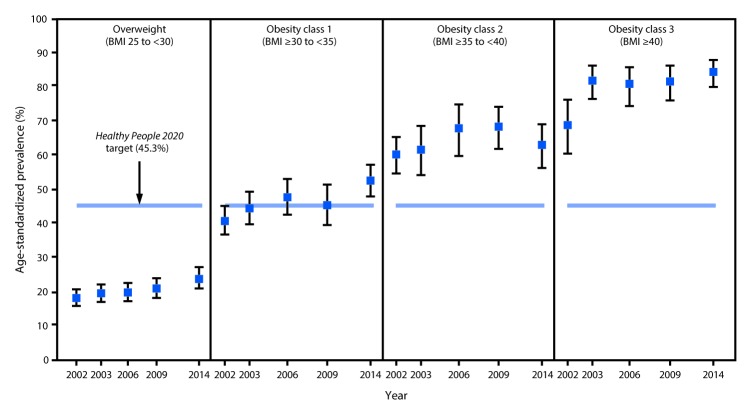 Overweight
(BMI 25 to <30)
Obesity class 1
(BMI ≥30 to <35)
Obesity class 2
(BMI ≥35 to <40)
Obesity class 3
(BMI ≥40)
Healthy People 2020
target (45.3%)
Age-standardized prevalence (%)
100
90
80
70
60
50
40
30
20
10
0
2002 2003 2006 2009 2014 2002 2003 2006 2009 2014 2002 2003 2006 2009 2014 2002 2003 2006 2009 2014
Year